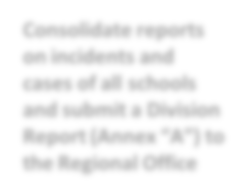 Consolidate reports
on incidents and
cases of all schools
and submit a Division
Report (Annex "A") to
the Regional Office